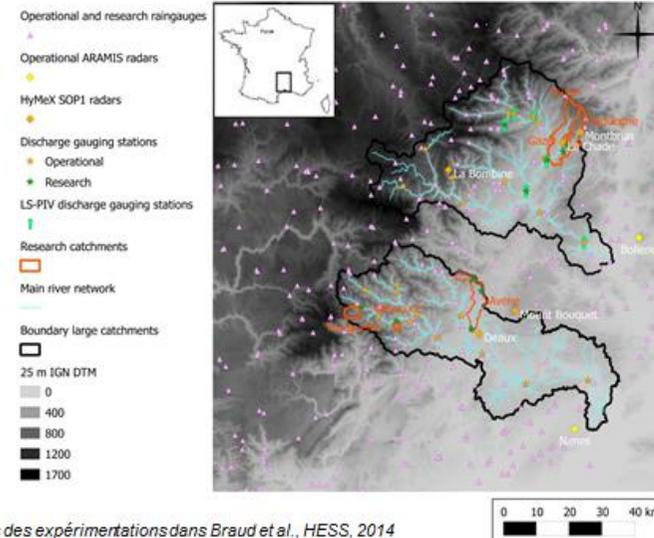 Operational and research raingauges
Operational ARAMIS radars
HyMeX SOP1 radars
Discharge gauging stations
Operational
Research
LS-PIV discharge gauging stations
Research catchments
Main river network
Boundary large catchments
25 m IGN DTM
0
400
800
1200
1700
N
Montbrun
La Chade
La Bombine
Mount Bouquet
Deaux
Nimes
0 10 20 30 40 km
des expérimentations dans Braud et al., HESS, 2014